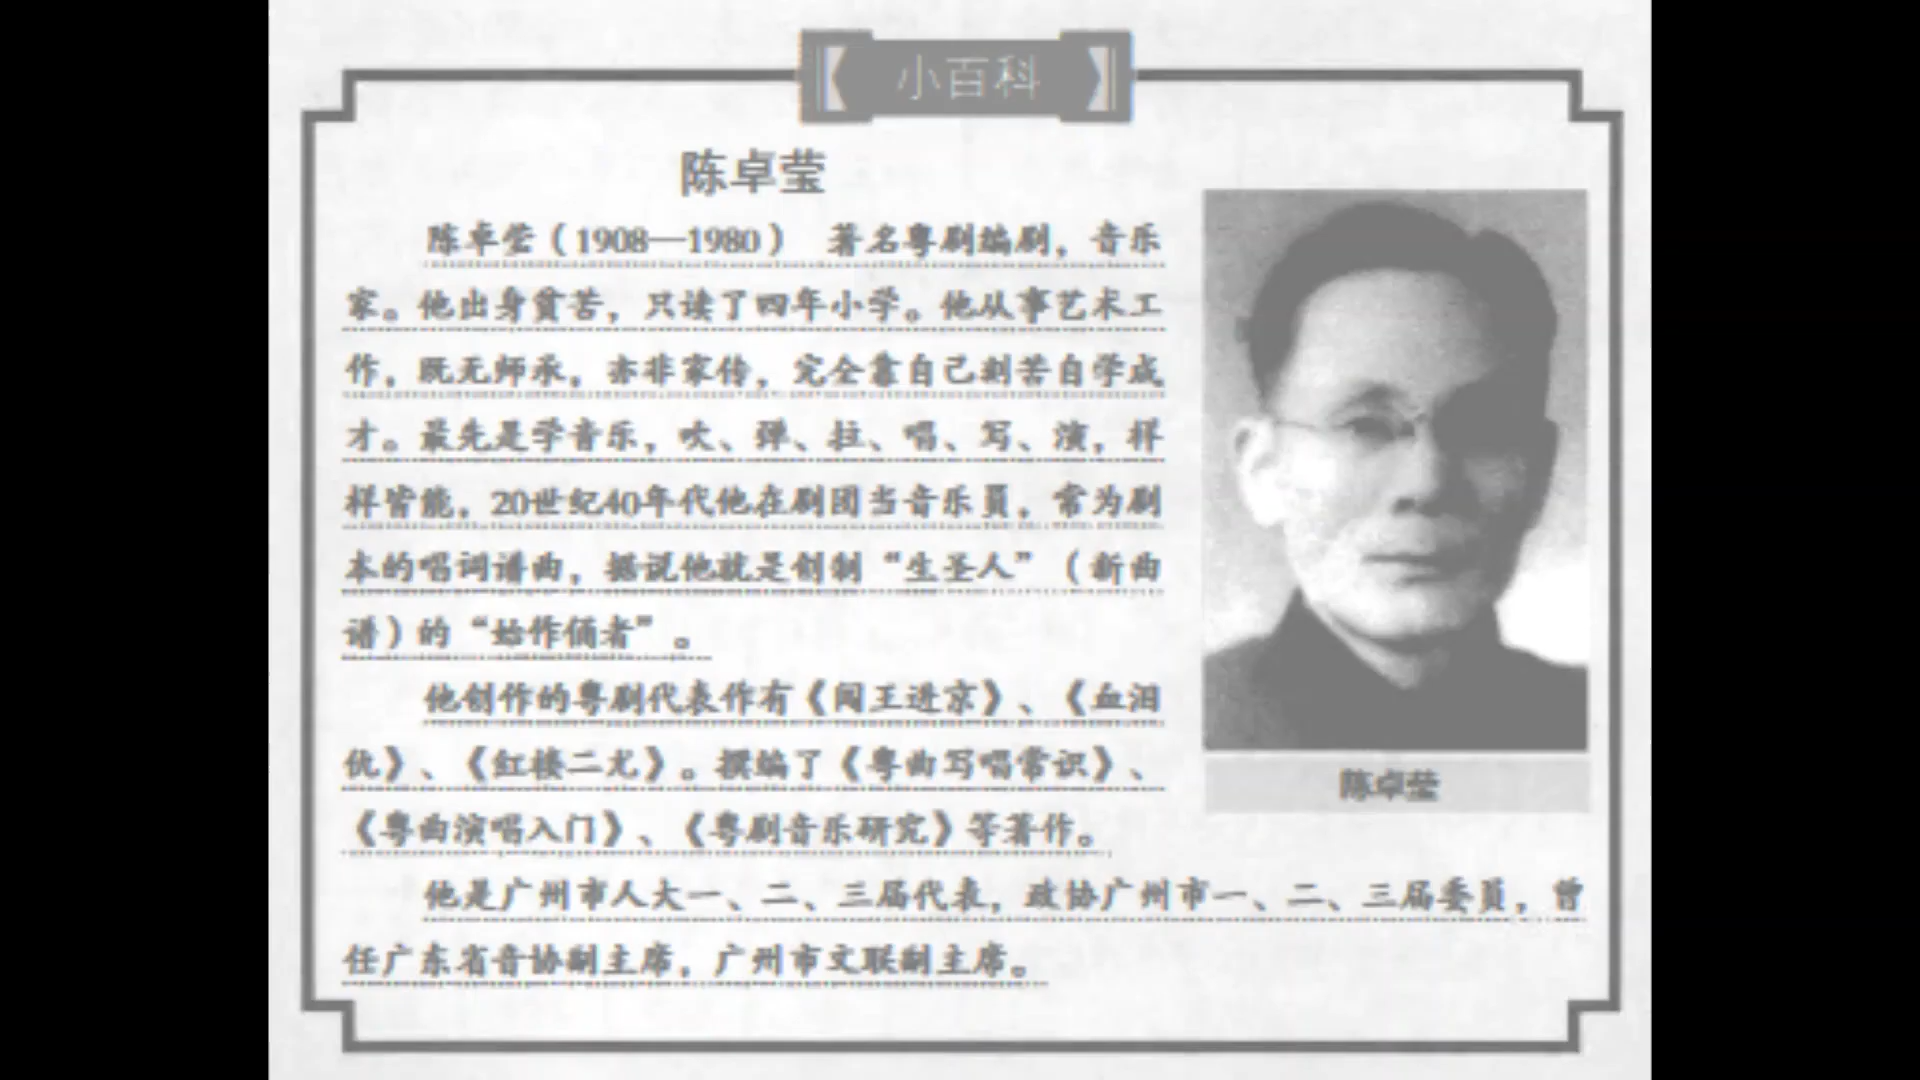 小百科
陈卓莹
陈卓莹（1908—1980） 著名粤剧编剧，音乐
家。他出身贫苦，只读了四年小学。他从事艺术工
作，既无师承，亦非家传，完全靠自己刻苦自学成
才。最先是学音乐，吹、弹、拉、唱、写、演，样
样皆能，20世纪40年代他在剧团当音乐員，常为剧
本的唱词谱曲，据说他就是创制“生圣人”（新曲
谱）的“始作俑者”。
他创作的粤剧代表作有《闯王进京》、《血泪
仇》、《红楼二尤》。撰编了《粤曲写唱常识》、
《粤曲演唱入门》、《粤剧音乐研究》等著作。
他是广州市人大一、二、三届代表，政协广州市一、二、三届委員，曾
任广东省音协副主席，广州市文联副主席。
陈卓莹